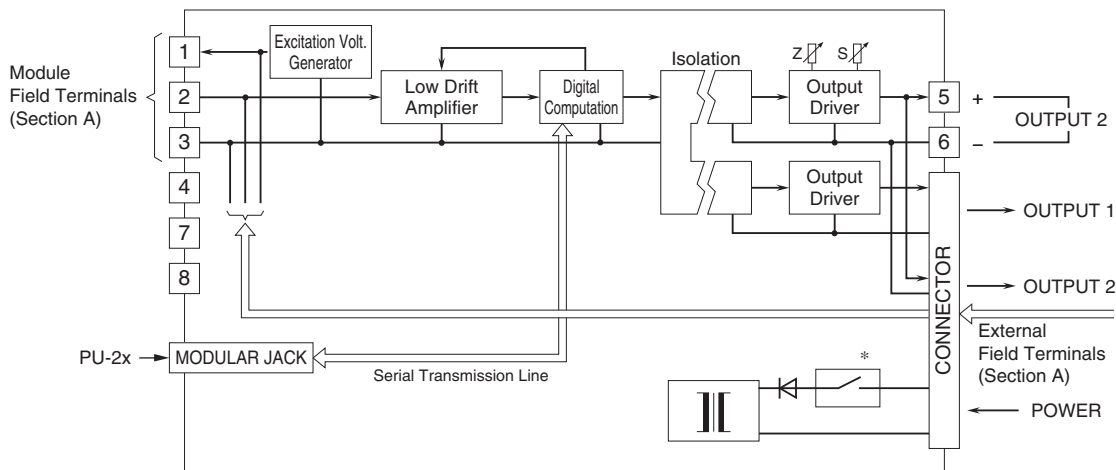 Module
Field Terminals
(Section A)
1
2
3
4
7
8
Excitation Volt.
Generator
Low Drift
Amplifier
Digital
Computation
Isolation
Z
S
Output
Driver
Output
Driver
5
6
+
−
OUTPUT 2
OUTPUT 1
OUTPUT 2
CONNECTOR
External
Field Terminals
(Section A)
POWER
PU-2x
MODULAR JACK
Serial Transmission Line
*